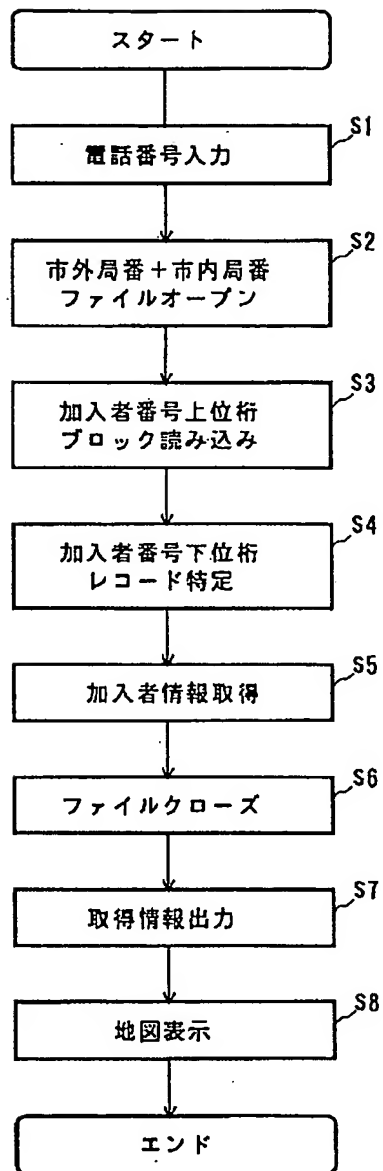 スタート
S1
電話番号入力
S2
市外局番+市内局番
ファイルオープン
S3
加入者番号上位桁
ブロック読み込み
S4
加入者番号下位桁
レコード特定
S5
加入者情報取得
S6
ファイルクローズ
S7
取得情報出力
S8
地図表示
エンド